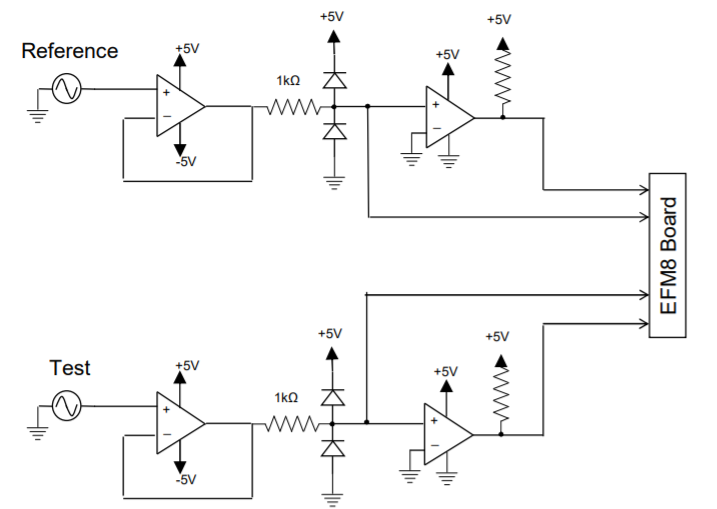 +5V
+5V
Reference
+5V
+5V
1kΩ
+
−
+
−
-5V
EFM8 Board
+5V
+5V
Test
+5V
+5V
1kΩ
+
−
+
−
-5V